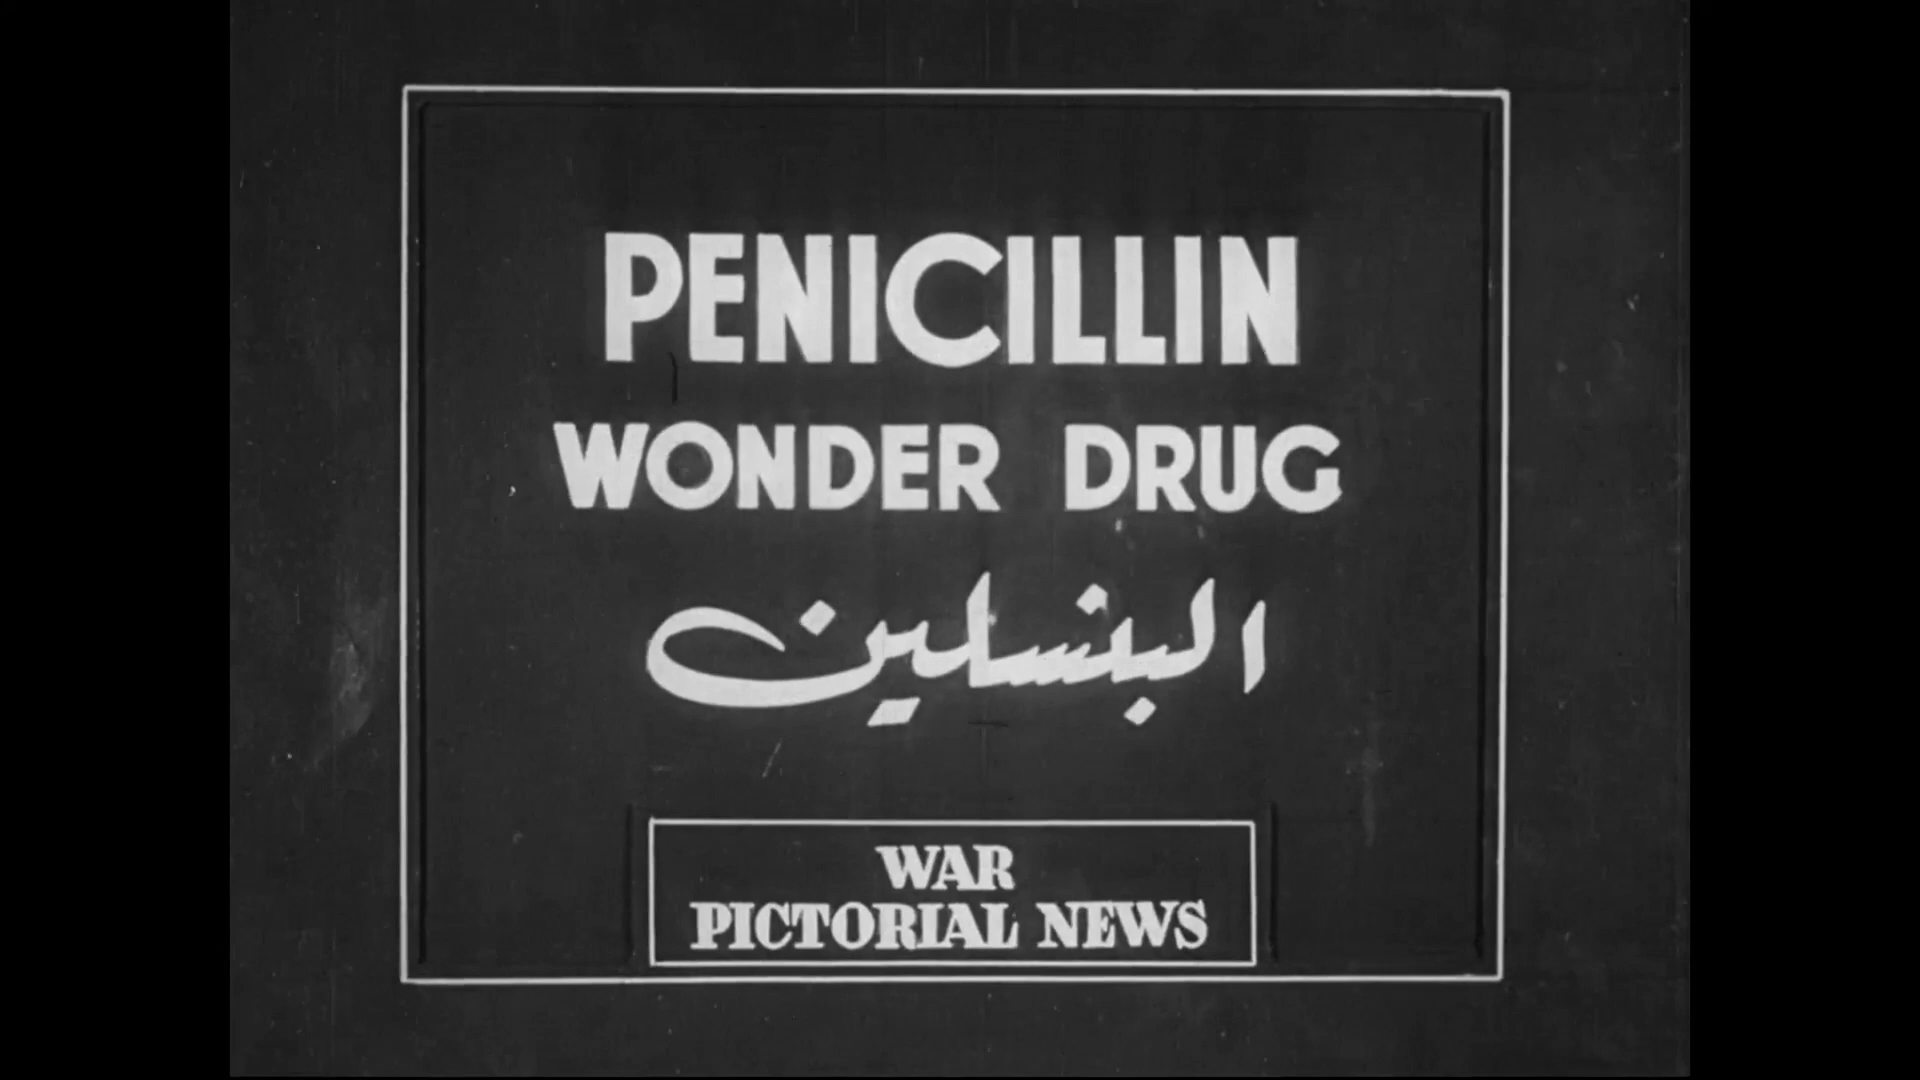 PENICILLIN
WONDER DRUG
البنسلين
WAR
PICTORIAL NEWS